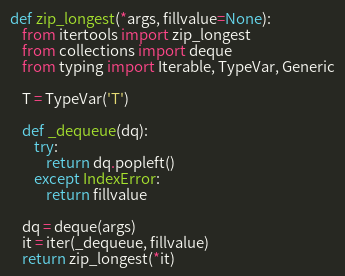 def zip_longest(*args, fillvalue=None):
from itertools import zip_longest
from collections import deque
from typing import Iterable, TypeVar, Generic
T = TypeVar('T')
def _dequeue(dq):
try:
return dq.popleft()
except IndexError:
return fillvalue
dq = deque(args)
it = iter(_dequeue, fillvalue)
return zip_longest(*it)